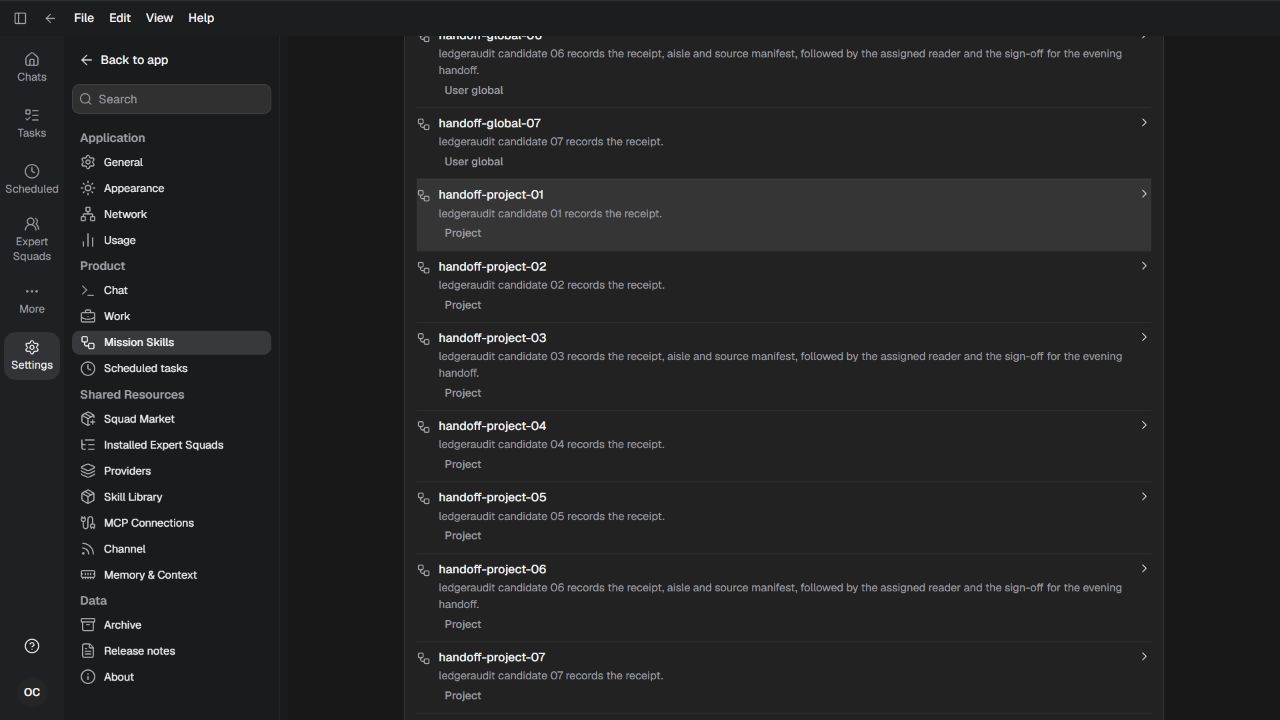 File Edit View Help
Chats
Tasks
Scheduled
Expert
Squads
More
Settings
OC
Back to app
Search
Application
General
Appearance
Network
Usage
Product
Chat
Work
Mission Skills
Scheduled tasks
Shared Resources
Squad Market
Installed Expert Squads
Providers
Skill Library
MCP Connections
Channel
Memory & Context
Data
Archive
Release notes
About
handoff-global-06
ledgeraudit candidate 06 records the receipt, aisle and source manifest, followed by the assigned reader and the sign-off for the evening
handoff.
User global
handoff-global-07
ledgeraudit candidate 07 records the receipt.
User global
handoff-project-01
ledgeraudit candidate 01 records the receipt.
Project
handoff-project-02
ledgeraudit candidate 02 records the receipt.
Project
handoff-project-03
ledgeraudit candidate 03 records the receipt, aisle and source manifest, followed by the assigned reader and the sign-off for the evening
handoff.
Project
handoff-project-04
ledgeraudit candidate 04 records the receipt.
Project
handoff-project-05
ledgeraudit candidate 05 records the receipt.
Project
handoff-project-06
ledgeraudit candidate 06 records the receipt, aisle and source manifest, followed by the assigned reader and the sign-off for the evening
handoff.
Project
handoff-project-07
ledgeraudit candidate 07 records the receipt.
Project